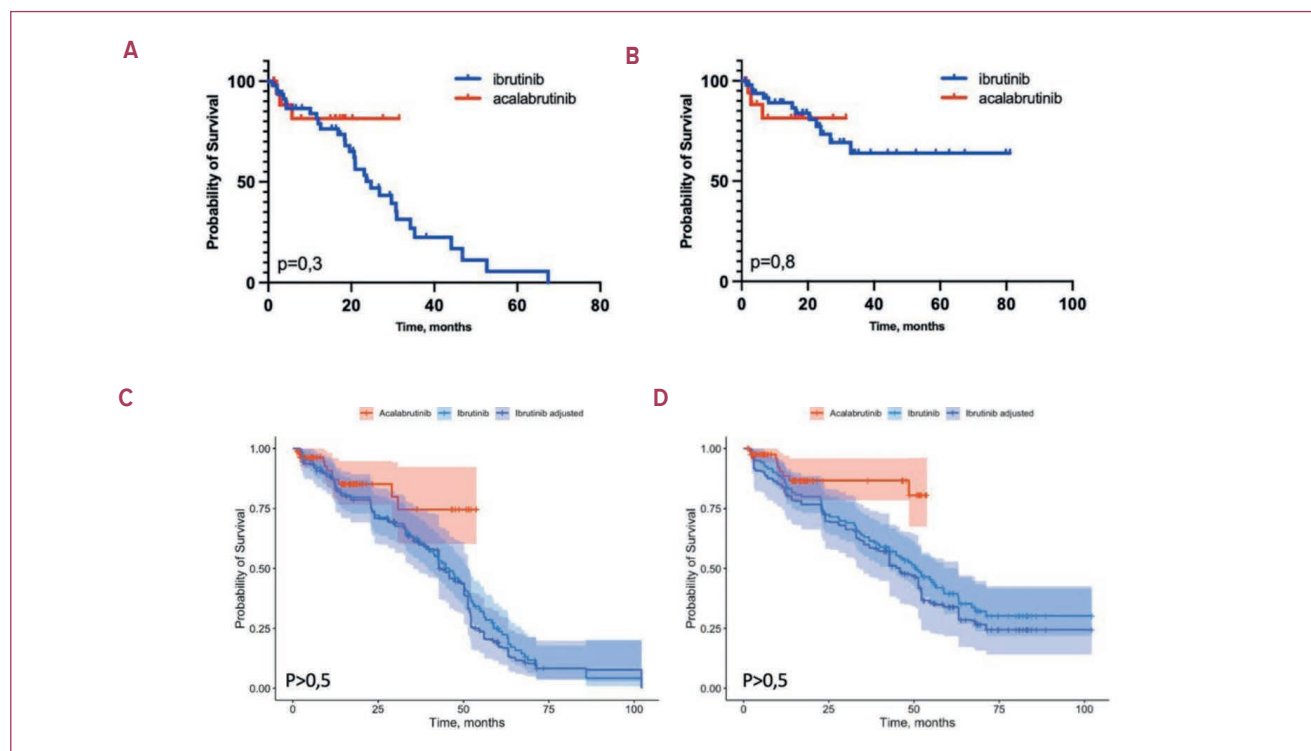 A
Probability of Survival
100
50
0
ibrutinib
acalabrutinib
p=0,3
0 20 40 60 80
Time, months
B
Probability of Survival
100
50
0
ibrutinib
acalabrutinib
p=0,8
0 20 40 60 80 100
Time, months
C
Acalabrutinib Ibrutinib Ibrutinib adjusted
Probability of Survival
1.00
0.75
0.50
0.25
0.00
P>0,5
0 25 50 75 100
Time, months
D
Acalabrutinib Ibrutinib Ibrutinib adjusted
Probability of Survival
1.00
0.75
0.50
0.25
0.00
P>0,5
0 25 50 75 100
Time, months